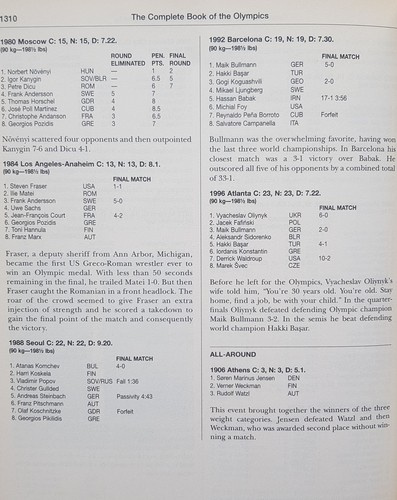 1310
The Complete Book of the Olympics
1980 Moscow C: 15, N: 15, D: 7.22.
(90 kg—198½ lbs)
ROUND PEN. FINAL
ELIMINATED PTS. ROUND
1. Norbert Növényi HUN — 1 2
2. Igor Kanygin SOV/BLR — 6.5 5
3. Petre Dicu ROM — 6 7
4. Frank Andersson SWE 5 7
5. Thomas Horschel GDR 4 8
6. José Poll Martínez CUB 4 8.5
7. Christophe Andanson FRA 3 6.5
8. Georgios Pozidis GRE 3 7
Növényi scattered four opponents and then outpointed
Kanygin 7-6 and Dicu 4-1.
1984 Los Angeles-Anaheim C: 13, N: 13, D: 8.1.
(90 kg—198½ lbs)
FINAL MATCH
1. Steven Fraser USA 1-1
2. Ilie Matei ROM
3. Frank Andersson SWE 5-0
4. Uwe Sachs GER
5. Jean-François Court FRA 4-2
6. Georgios Pozidis GRE
7. Toni Hannula FIN
8. Franz Marx AUT
Fraser, a deputy sheriff from Ann Arbor, Michigan,
became the first US Greco-Roman wrestler ever to
win an Olympic medal. With less than 50 seconds
remaining in the final, he trailed Matei 1-0. But then
Fraser caught the Romanian in a front headlock. The
roar of the crowd seemed to give Fraser an extra
injection of strength and he scored a takedown to
gain the final point of the match and consequently
the victory.
1988 Seoul C: 22, N: 22, D: 9.20.
(90 kg—198½ lbs)
FINAL MATCH
1. Atanas Komchev BUL 4-0
2. Harri Koskela FIN
3. Vladimir Popov SOV/RUS Fall 1:36
4. Christer Gullded SWE
5. Andreas Steinbach GER Passivity 4:43
6. Franz Pitschmann AUT
7. Olaf Koschnitzke GDR Forfeit
8. Georgios Pikilidis GRE
1992 Barcelona C: 19, N: 19, D: 7.30.
(90 kg—198½ lbs)
FINAL MATCH
1. Maik Bullmann GER 5-0
2. Hakki Başar TUR
3. Gogi Koguashvili GEO 2-0
4. Mikael Ljungberg SWE
5. Hassan Babak IRN 17-1 3:56
6. Michial Foy USA
7. Reynaldo Peña Borroto CUB Forfeit
8. Salvatore Campanella ITA
Bullmann was the overwhelming favorite, having won
the last three world championships. In Barcelona his
closest match was a 3-1 victory over Babak. He
outscored all five of his opponents by a combined total
of 33-1.
1996 Atlanta C: 23, N: 23, D: 7.22.
(90 kg—198½ lbs)
FINAL MATCH
1. Vyacheslav Oliynyk UKR 6-0
2. Jacek Fafiński POL
3. Maik Bullmann GER 2-0
4. Aleksandr Sidorenko BLR
5. Hakki Başar TUR 4-1
6. Iordanis Konstantinidis GRE
7. Derrick Waldroup USA 10-2
8. Marek Švec CZE
Before he left for the Olympics, Vyacheslav Oliynyk's
wife told him, "You're 30 years old. You're old. Stay
home, find a job, be with your child." In the quarter-
finals Oliynyk defeated defending Olympic champion
Maik Bullmann 3-2. In the semis he beat defending
world champion Hakki Başar.
ALL-AROUND
1906 Athens C: 3, N: 3, D: 5.1.
1. Søren Marinus Jensen DEN
2. Verner Weckman FIN
3. Rudolf Watzl AUT
This event brought together the winners of the three
weight categories. Jensen defeated Watzl and then
Weckman, who was awarded second place without win-
ning a match.